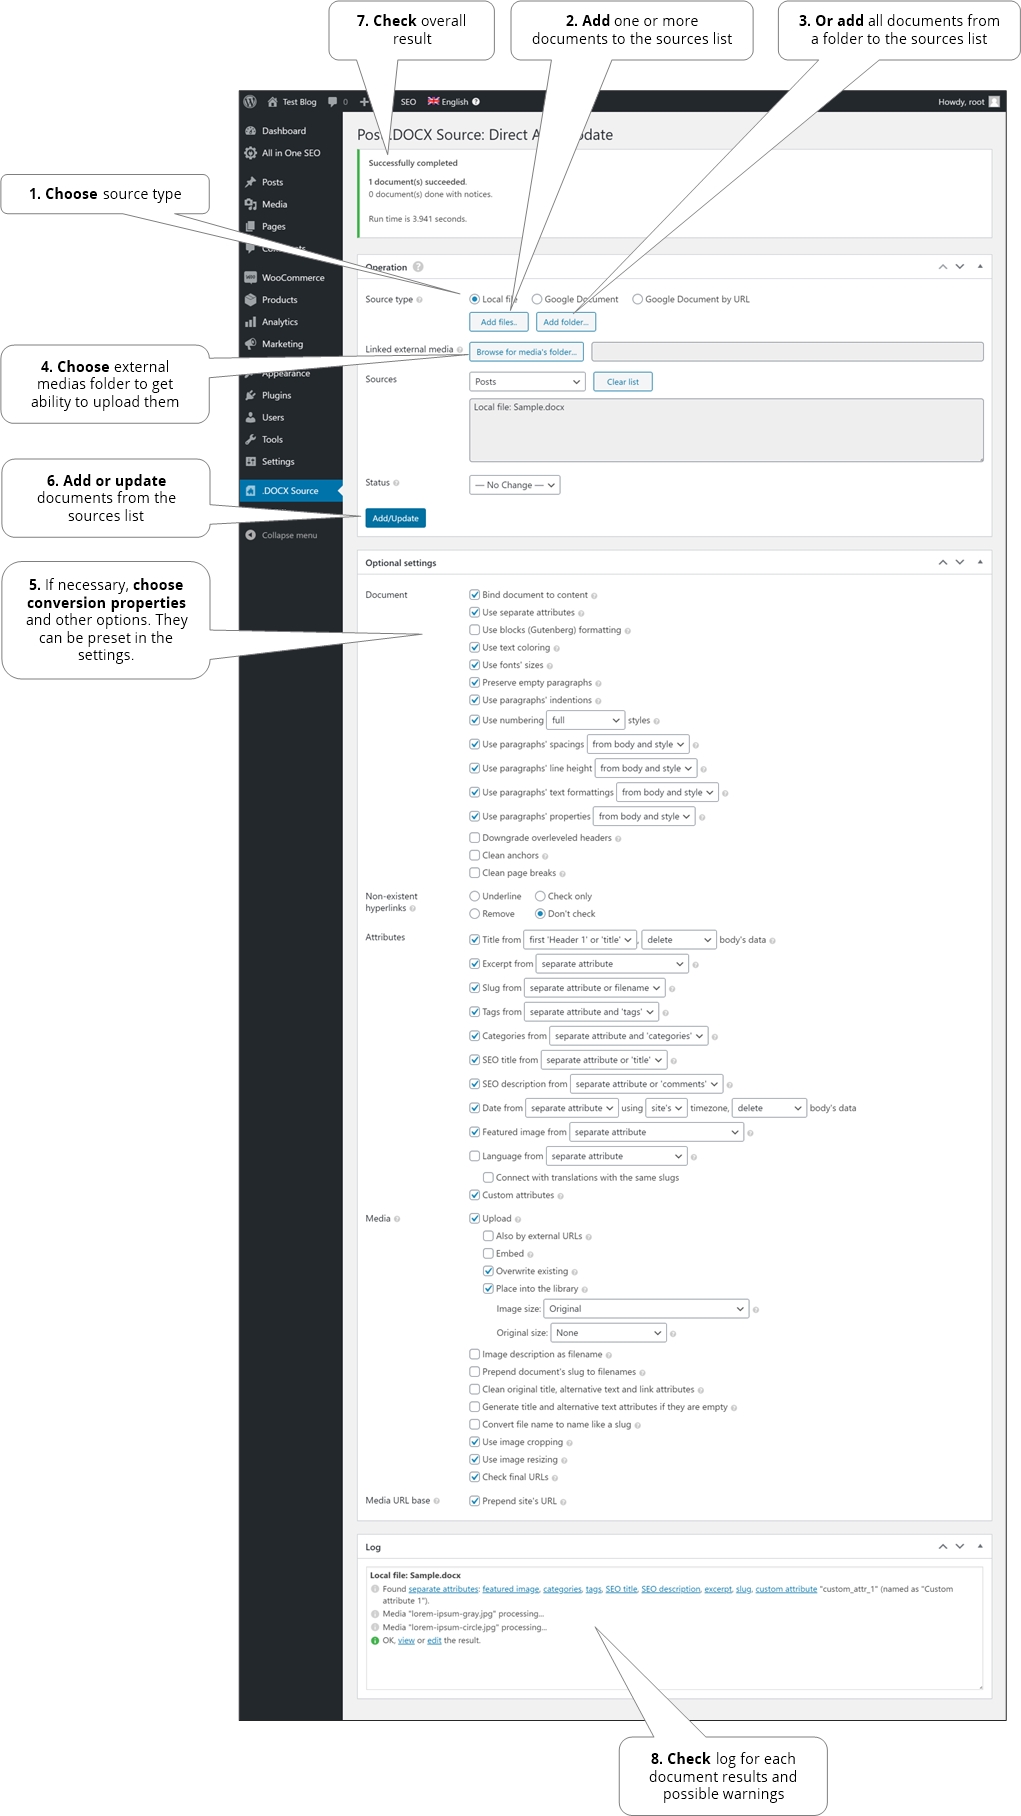 7. Check overall
result
2. Add one or more
documents to the sources list
3. Or add all documents from
a folder to the sources list
Test Blog
0
SEO
English
Howdy, root
Dashboard
All in One SEO
Posts
Media
Pages
WooCommerce
Products
Analytics
Marketing
Appearance
Plugins
Users
Tools
Settings
.DOCX Source
Collapse menu
1. Choose source type
4. Choose external
medias folder to get
ability to upload them
6. Add or update
documents from the
sources list
5. If necessary, choose
conversion properties
and other options. They
can be preset in the
settings.
.DOCX Source: Direct
Successfully completed
1 document(s) succeeded.
0 document(s) done with notices.
Run time is 3.941 seconds.
Operation ?
Source type ? Local file Google Document Google Document by URL
Add files.. Add folder...
Linked external media ? Browse for media's folder...
Sources Posts Clear list
Local file: Sample.docx
Status ? — No Change —
Add/Update
Optional settings
Document Bind document to content ?
Use separate attributes ?
Use blocks (Gutenberg) formatting ?
Use text coloring ?
Use fonts' sizes ?
Preserve empty paragraphs ?
Use paragraphs' indentions ?
Use numbering full styles ?
Use paragraphs' spacings from body and style ?
Use paragraphs' line height from body and style ?
Use paragraphs' text formattings from body and style ?
Use paragraphs' properties from body and style ?
Downgrade overleveled headers ?
Clean anchors ?
Clean page breaks ?
Non-existent
hyperlinks ?
Underline Check only
Remove Don't check
Attributes Title from first 'Header 1' or 'title' , delete body's data ?
Excerpt from separate attribute ?
Slug from separate attribute or filename ?
Tags from separate attribute and 'tags' ?
Categories from separate attribute and 'categories' ?
SEO title from separate attribute or 'title' ?
SEO description from separate attribute or 'comments' ?
Date from separate attribute using site's timezone, delete body's data
Featured image from separate attribute ?
Language from separate attribute ?
Connect with translations with the same slugs
Custom attributes ?
Media ? Upload ?
Also by external URLs ?
Embed ?
Overwrite existing ?
Place into the library ?
Image size: Original ?
Original size: None ?
Image description as filename ?
Prepend document's slug to filenames ?
Clean original title, alternative text and link attributes ?
Generate title and alternative text attributes if they are empty ?
Convert file name to name like a slug ?
Use image cropping ?
Use image resizing ?
Check final URLs ?
Media URL base ? Prepend site's URL ?
Log
Local file: Sample.docx
Found separate attributes: featured image, categories, tags, SEO title, SEO description, excerpt, slug, custom attribute "custom_attr_1" (named as "Custom
attribute 1").
Media "lorem-ipsum-gray.jpg" processing...
Media "lorem-ipsum-circle.jpg" processing...
OK, view or edit the result.
8. Check log for each
document results and
possible warnings